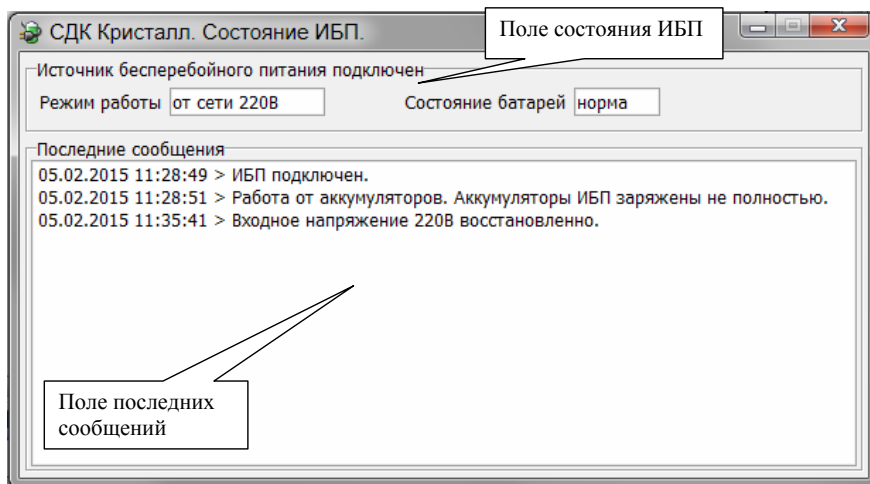 СДК Кристалл. Состояние ИБП.
Поле состояния ИБП
Источник бесперебойного питания подключен
Режим работы от сети 220В Состояние батарей норма
Последние сообщения
05.02.2015 11:28:49 > ИБП подключен.
05.02.2015 11:28:51 > Работа от аккумуляторов. Аккумуляторы ИБП заряжены не полностью.
05.02.2015 11:35:41 > Входное напряжение 220В восстановленно.
Поле последних
сообщений